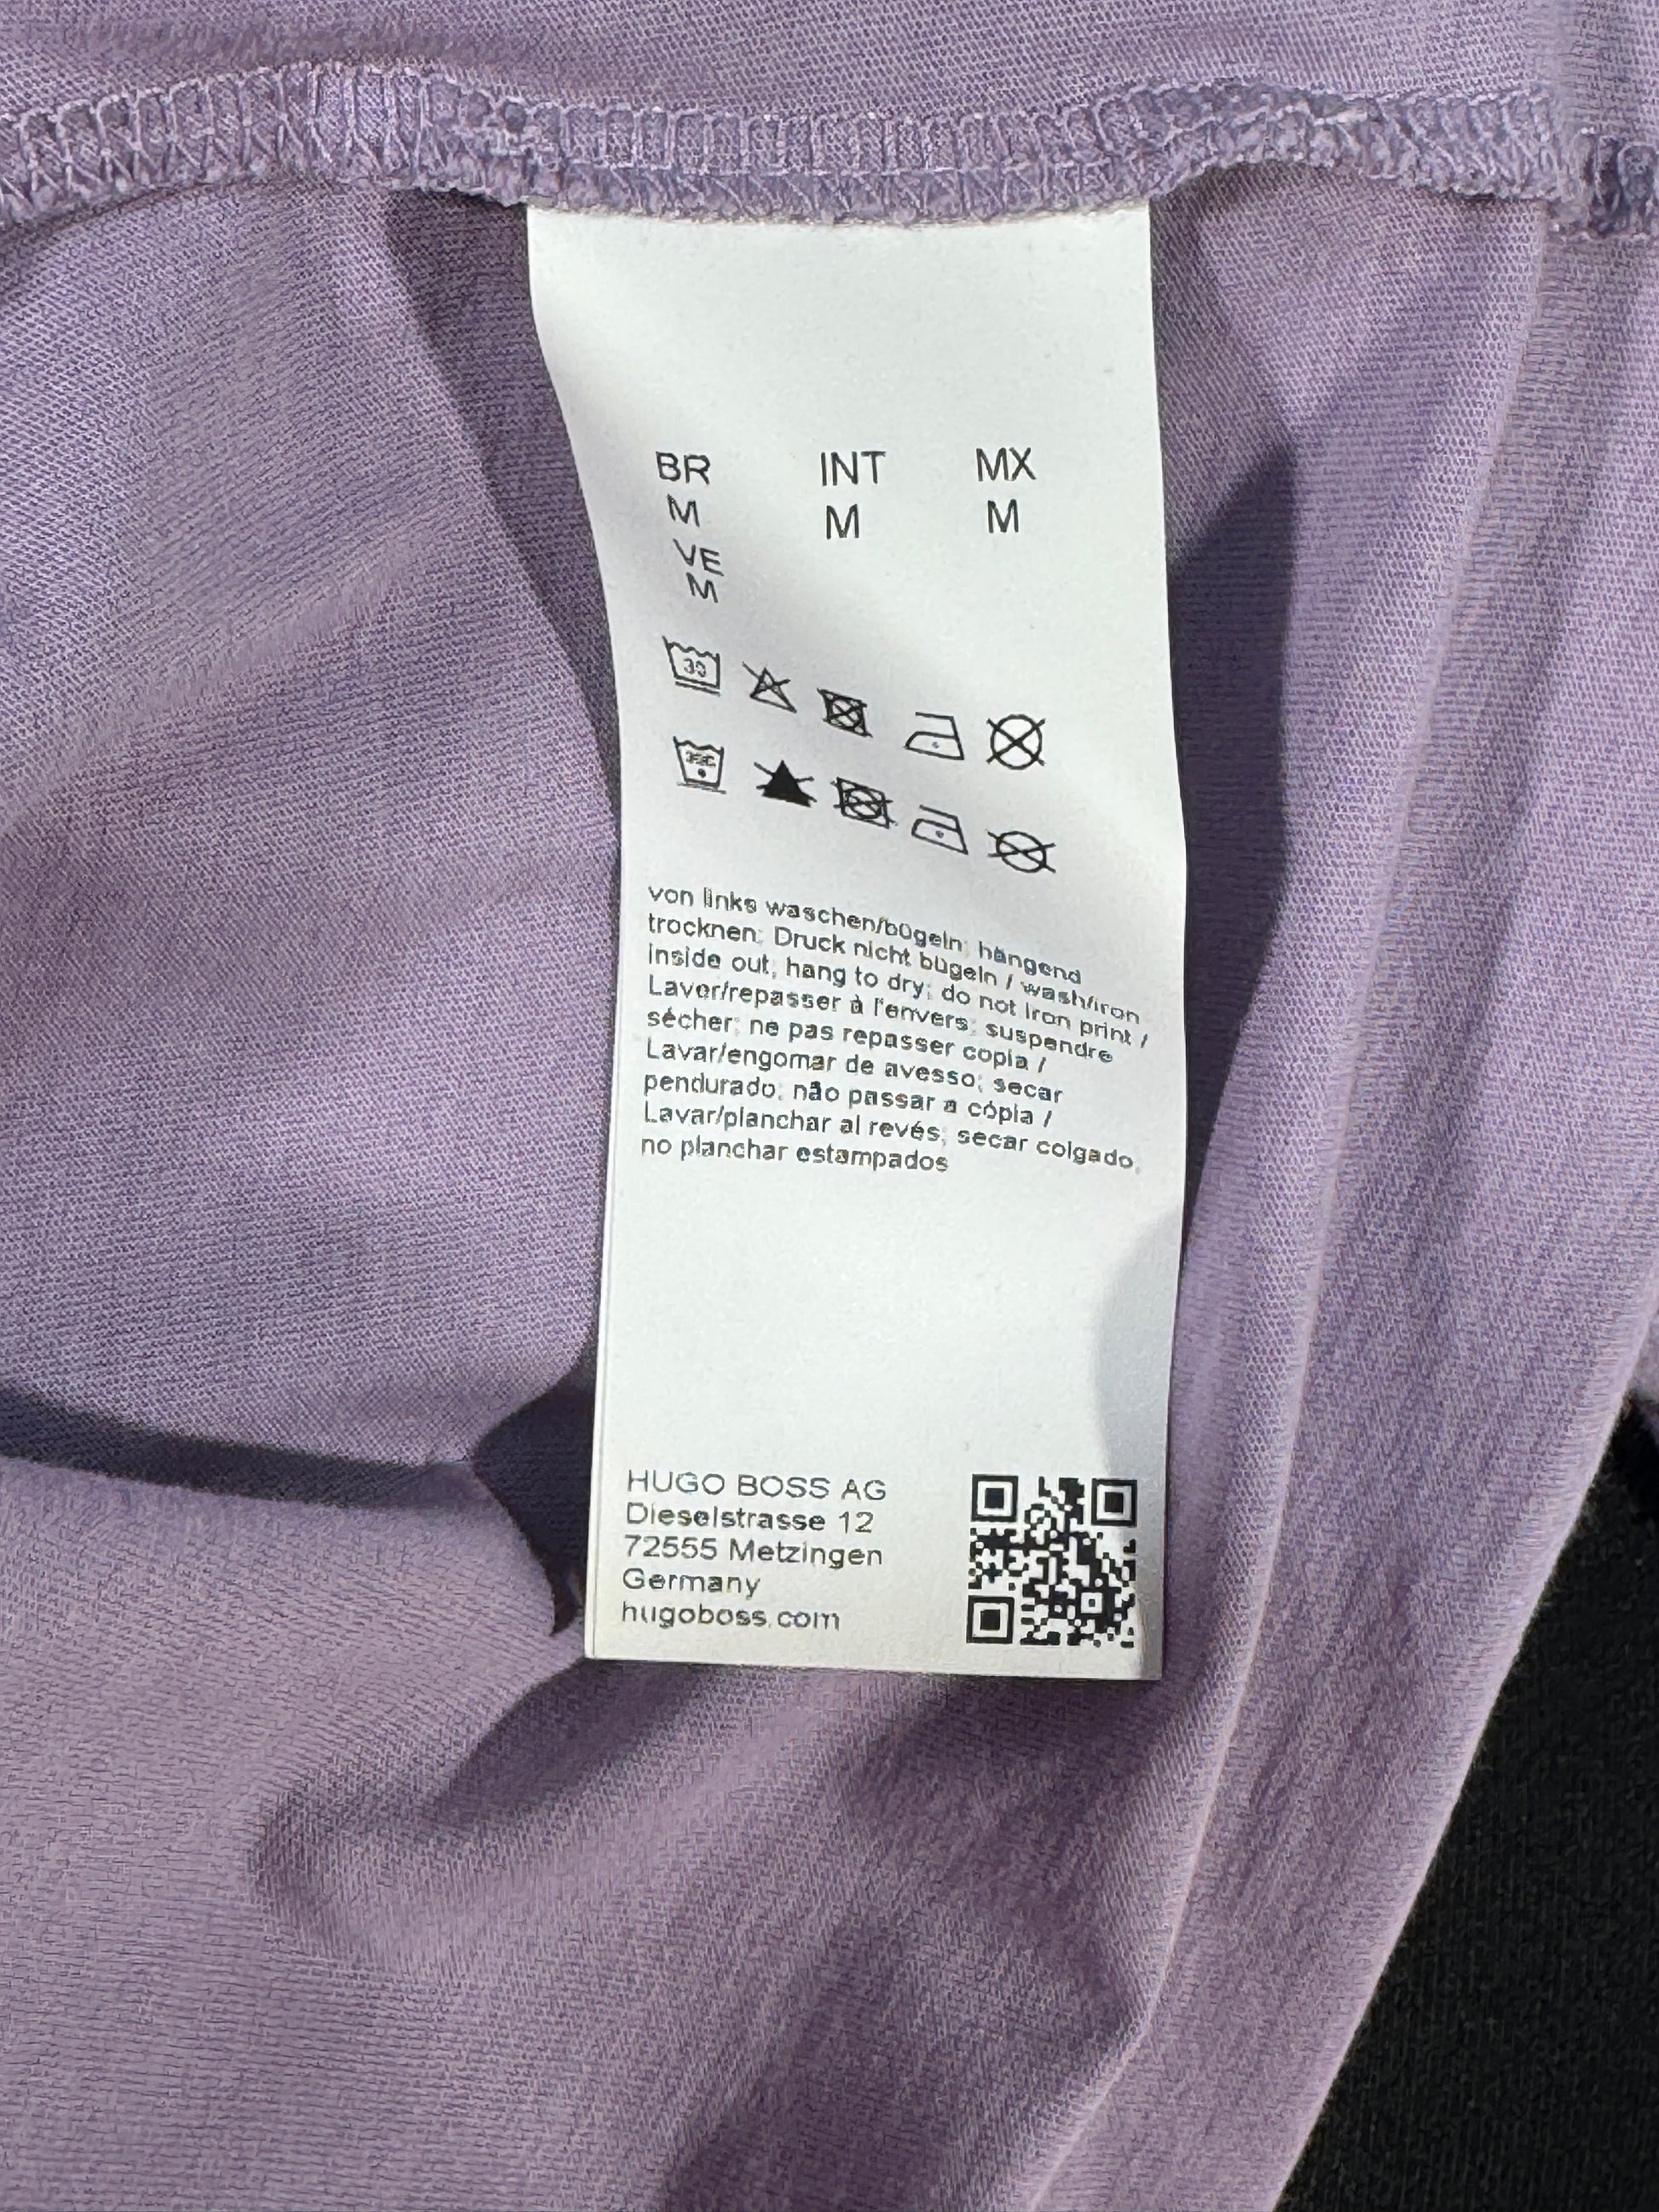 BR INT MX
M M M
VE
M
30
30C
von links waschen/bügeln; hängend
trocknen; Druck nicht bügeln / wash/iron
inside out; hang to dry; do not iron print /
Laver/repasser à l'envers; suspendre
sécher; ne pas repasser copia /
Lavar/engomar de avesso; secar
pendurado; não passar a cópia /
Lavar/planchar al revés; secar colgado,
no planchar estampados
HUGO BOSS AG
Dieselstrasse 12
72555 Metzingen
Germany
hugoboss.com